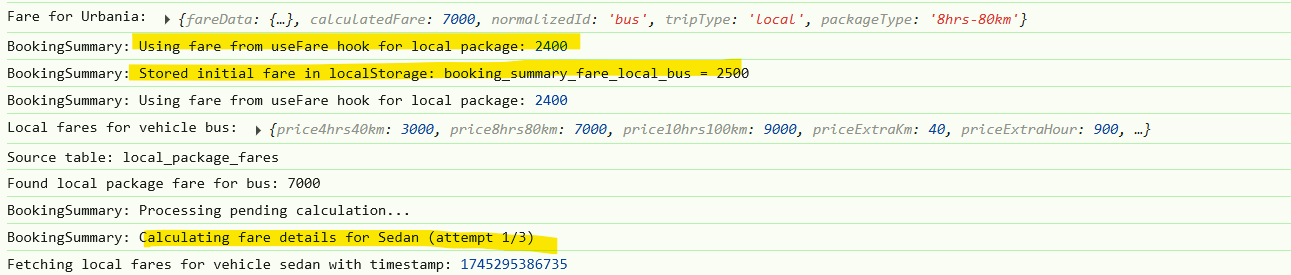 Fare for Urbania: ▶ {fareData: {…}, calculatedFare: 7000, normalizedId: 'bus', tripType: 'local', packageType: '8hrs-80km'}
BookingSummary: Using fare from useFare hook for local package: 2400
BookingSummary: Stored initial fare in localStorage: booking_summary_fare_local_bus = 2500
BookingSummary: Using fare from useFare hook for local package: 2400
Local fares for vehicle bus: ▶ {price4hrs40km: 3000, price8hrs80km: 7000, price10hrs100km: 9000, priceExtraKm: 40, priceExtraHour: 900, …}
Source table: local_package_fares
Found local package fare for bus: 7000
BookingSummary: Processing pending calculation...
BookingSummary: Calculating fare details for Sedan (attempt 1/3)
Fetching local fares for vehicle sedan with timestamp: 1745295386735